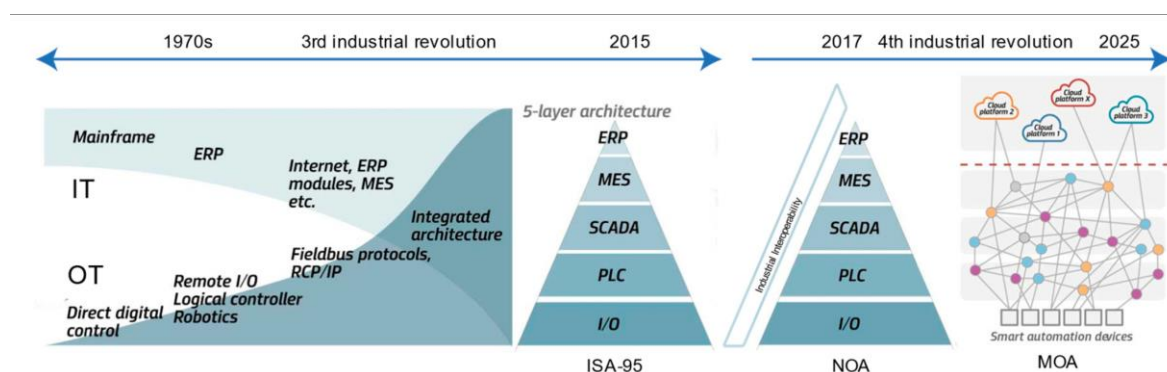 1970s
3rd industrial revolution
2015
2017
4th industrial revolution
2025
IT
OT
Mainframe
ERP
Internet, ERP
modules, MES
etc.
Integrated
architecture
Fieldbus protocols,
RCP/IP
Remote I/O
Logical controller
Robotics
Direct digital
control
5-layer architecture
ERP
MES
SCADA
PLC
I/O
ISA-95
Industrial Interoperability
ERP
MES
SCADA
PLC
I/O
NOA
Cloud
platform 2
Cloud
platform 1
Cloud
platform X
Cloud
platform 3
Smart automation devices
MOA